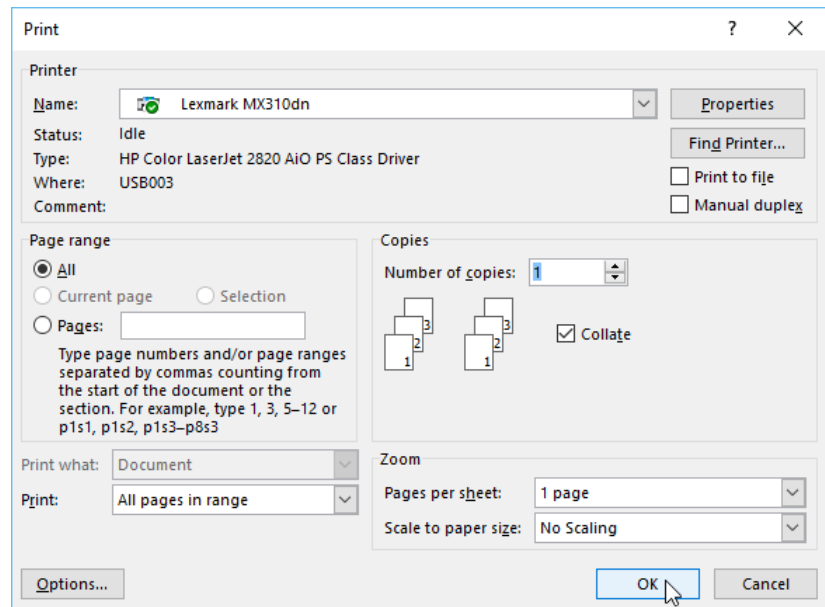 Print ?
Printer
Name: Lexmark MX310dn Properties
Status: Idle Find Printer...
Type: HP Color LaserJet 2820 AiO PS Class Driver
Where: USB003 Print to file
Comment: Manual duplex
Page range
All
Current page Selection
Pages:
Type page numbers and/or page ranges
separated by commas counting from
the start of the document or the
section. For example, type 1, 3, 5–12 or
p1s1, p1s2, p1s3–p8s3
Copies
Number of copies: 1
3 3
2 2
1 1
Collate
Print what: Document
Print: All pages in range
Zoom
Pages per sheet: 1 page
Scale to paper size: No Scaling
Options... OK Cancel